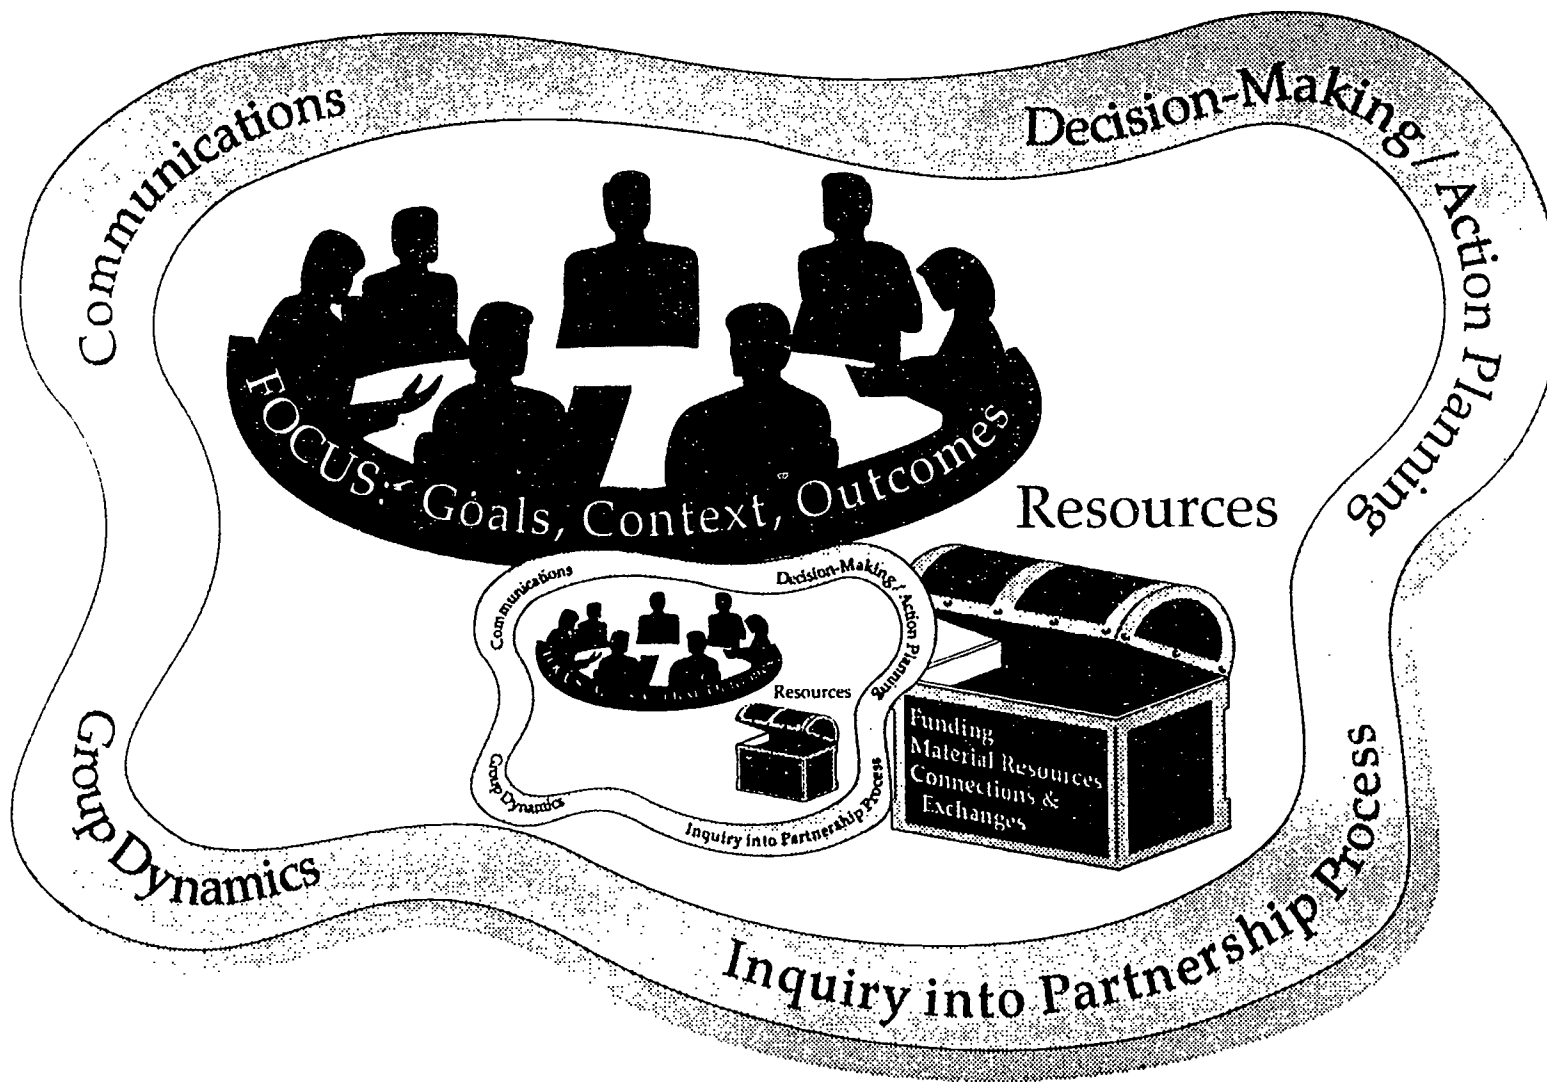 Communications
Decision-Making / Action Planning
FOCUS: Goals, Context, Outcomes
Resources
Communications
Decision-Making / Action Planning
Resources
Funding
Material Resources
Connections &
Exchanges
Group Dynamics
Inquiry into Partnership Process
Group Dynamics
Inquiry into Partnership Process